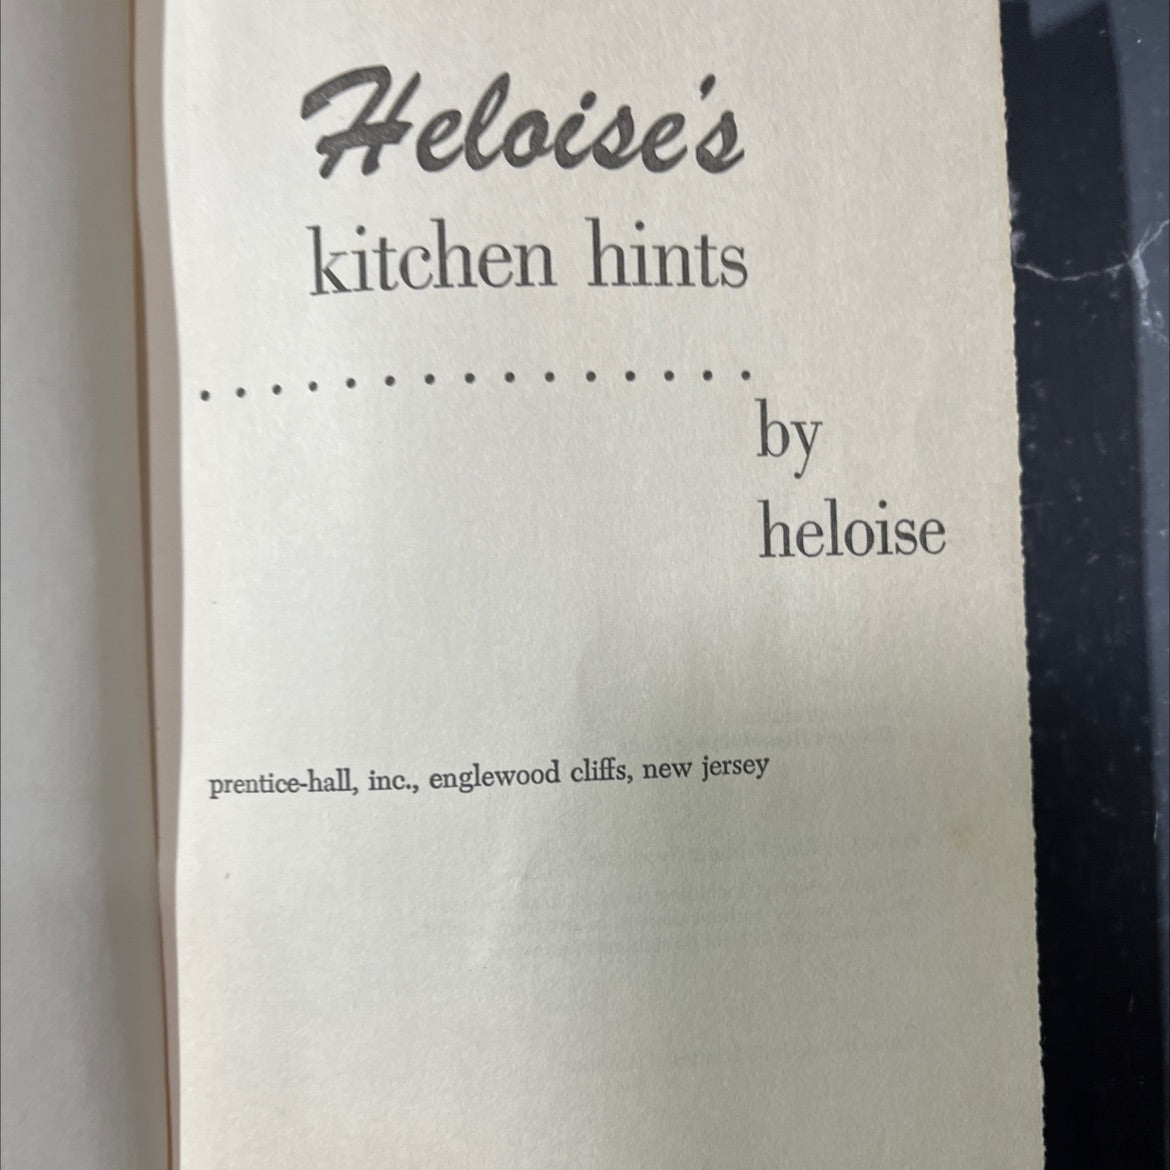 Heloise's
kitchen hints
. . . . . . . . . . . . . . .
by
heloise
prentice-hall, inc., englewood cliffs, new jersey